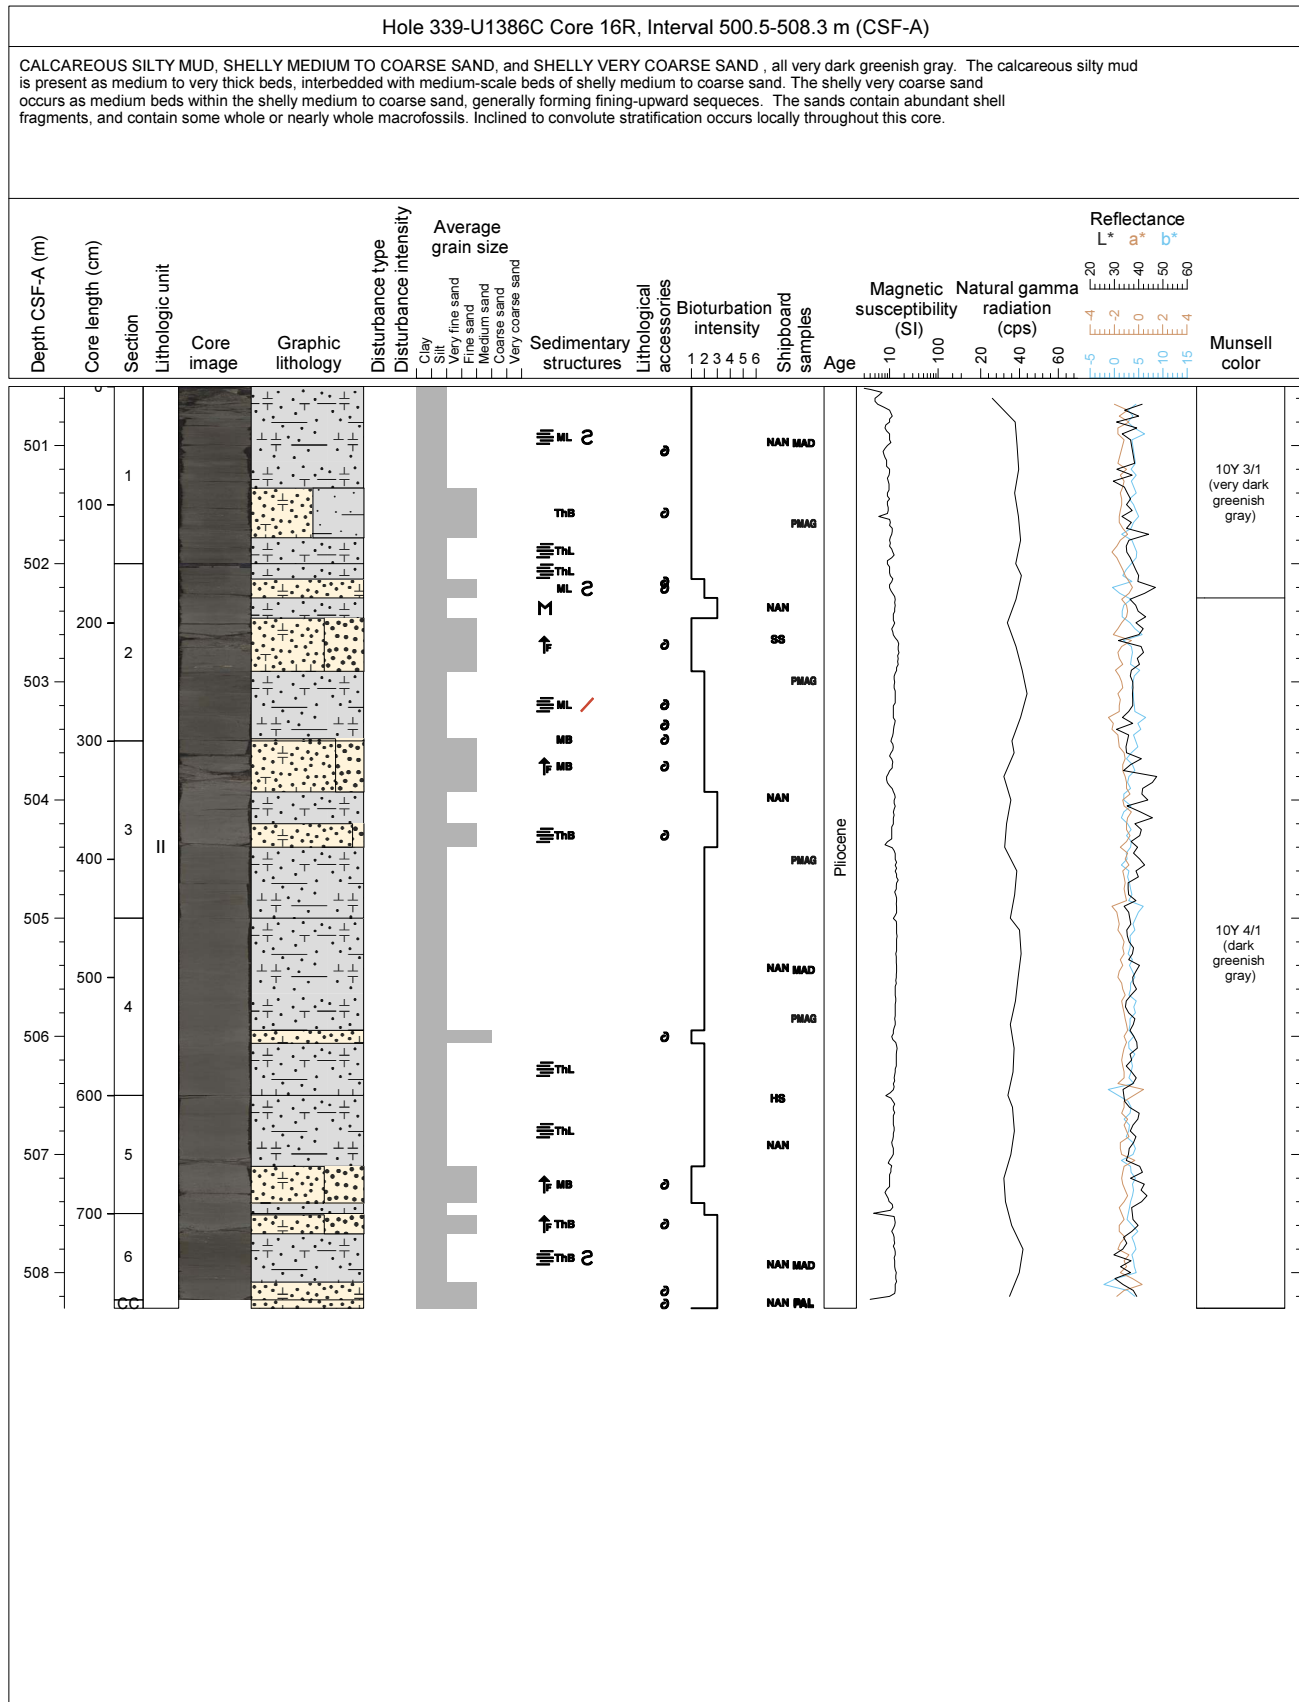 Hole 339-U1386C Core 16R, Interval 500.5-508.3 m (CSF-A)
CALCAREOUS SILTY MUD, SHELLY MEDIUM TO COARSE SAND, and SHELLY VERY COARSE SAND , all very dark greenish gray. The calcareous silty mud
is present as medium to very thick beds, interbedded with medium-scale beds of shelly medium to coarse sand. The shelly very coarse sand
occurs as medium beds within the shelly medium to coarse sand, generally forming fining-upward sequeces. The sands contain abundant shell
fragments, and contain some whole or nearly whole macrofossils. Inclined to convolute stratification occurs locally throughout this core.
Depth CSF-A (m)
Core length (cm)
Section
Lithologic unit
Core
image
Graphic
lithology
Disturbance type
Disturbance intensity
Average
grain size
Clay
Silt
Very fine sand
Fine sand
Medium sand
Coarse sand
Very coarse sand
Sedimentary
structures
Lithological
accessories
Bioturbation
intensity
1 2 3 4 5 6
Shipboard
samples
Age
Magnetic
susceptibility
(SI)
10 100
Natural gamma
radiation
(cps)
20 40 60
Reflectance
L* a* b*
20 30 40 50 60
-4 -2 0 2 4
-5 0 5 10 15
Munsell
color
0
501
ML
NAN MAD
1
10Y 3/1
(very dark
greenish
gray)
100
ThB
PMAG
ThL
502
ThL
ML
M
NAN
200
F
SS
2
503
PMAG
ML
300
MB
F MB
504
NAN
3
ThB
II
400
PMAG
Pliocene
505
10Y 4/1
(dark
greenish
gray)
NAN MAD
500
4
PMAG
506
ThL
600
HS
ThL
NAN
507
5
F MB
700
F ThB
6
ThB
NAN MAD
508
CC
NAN PAL